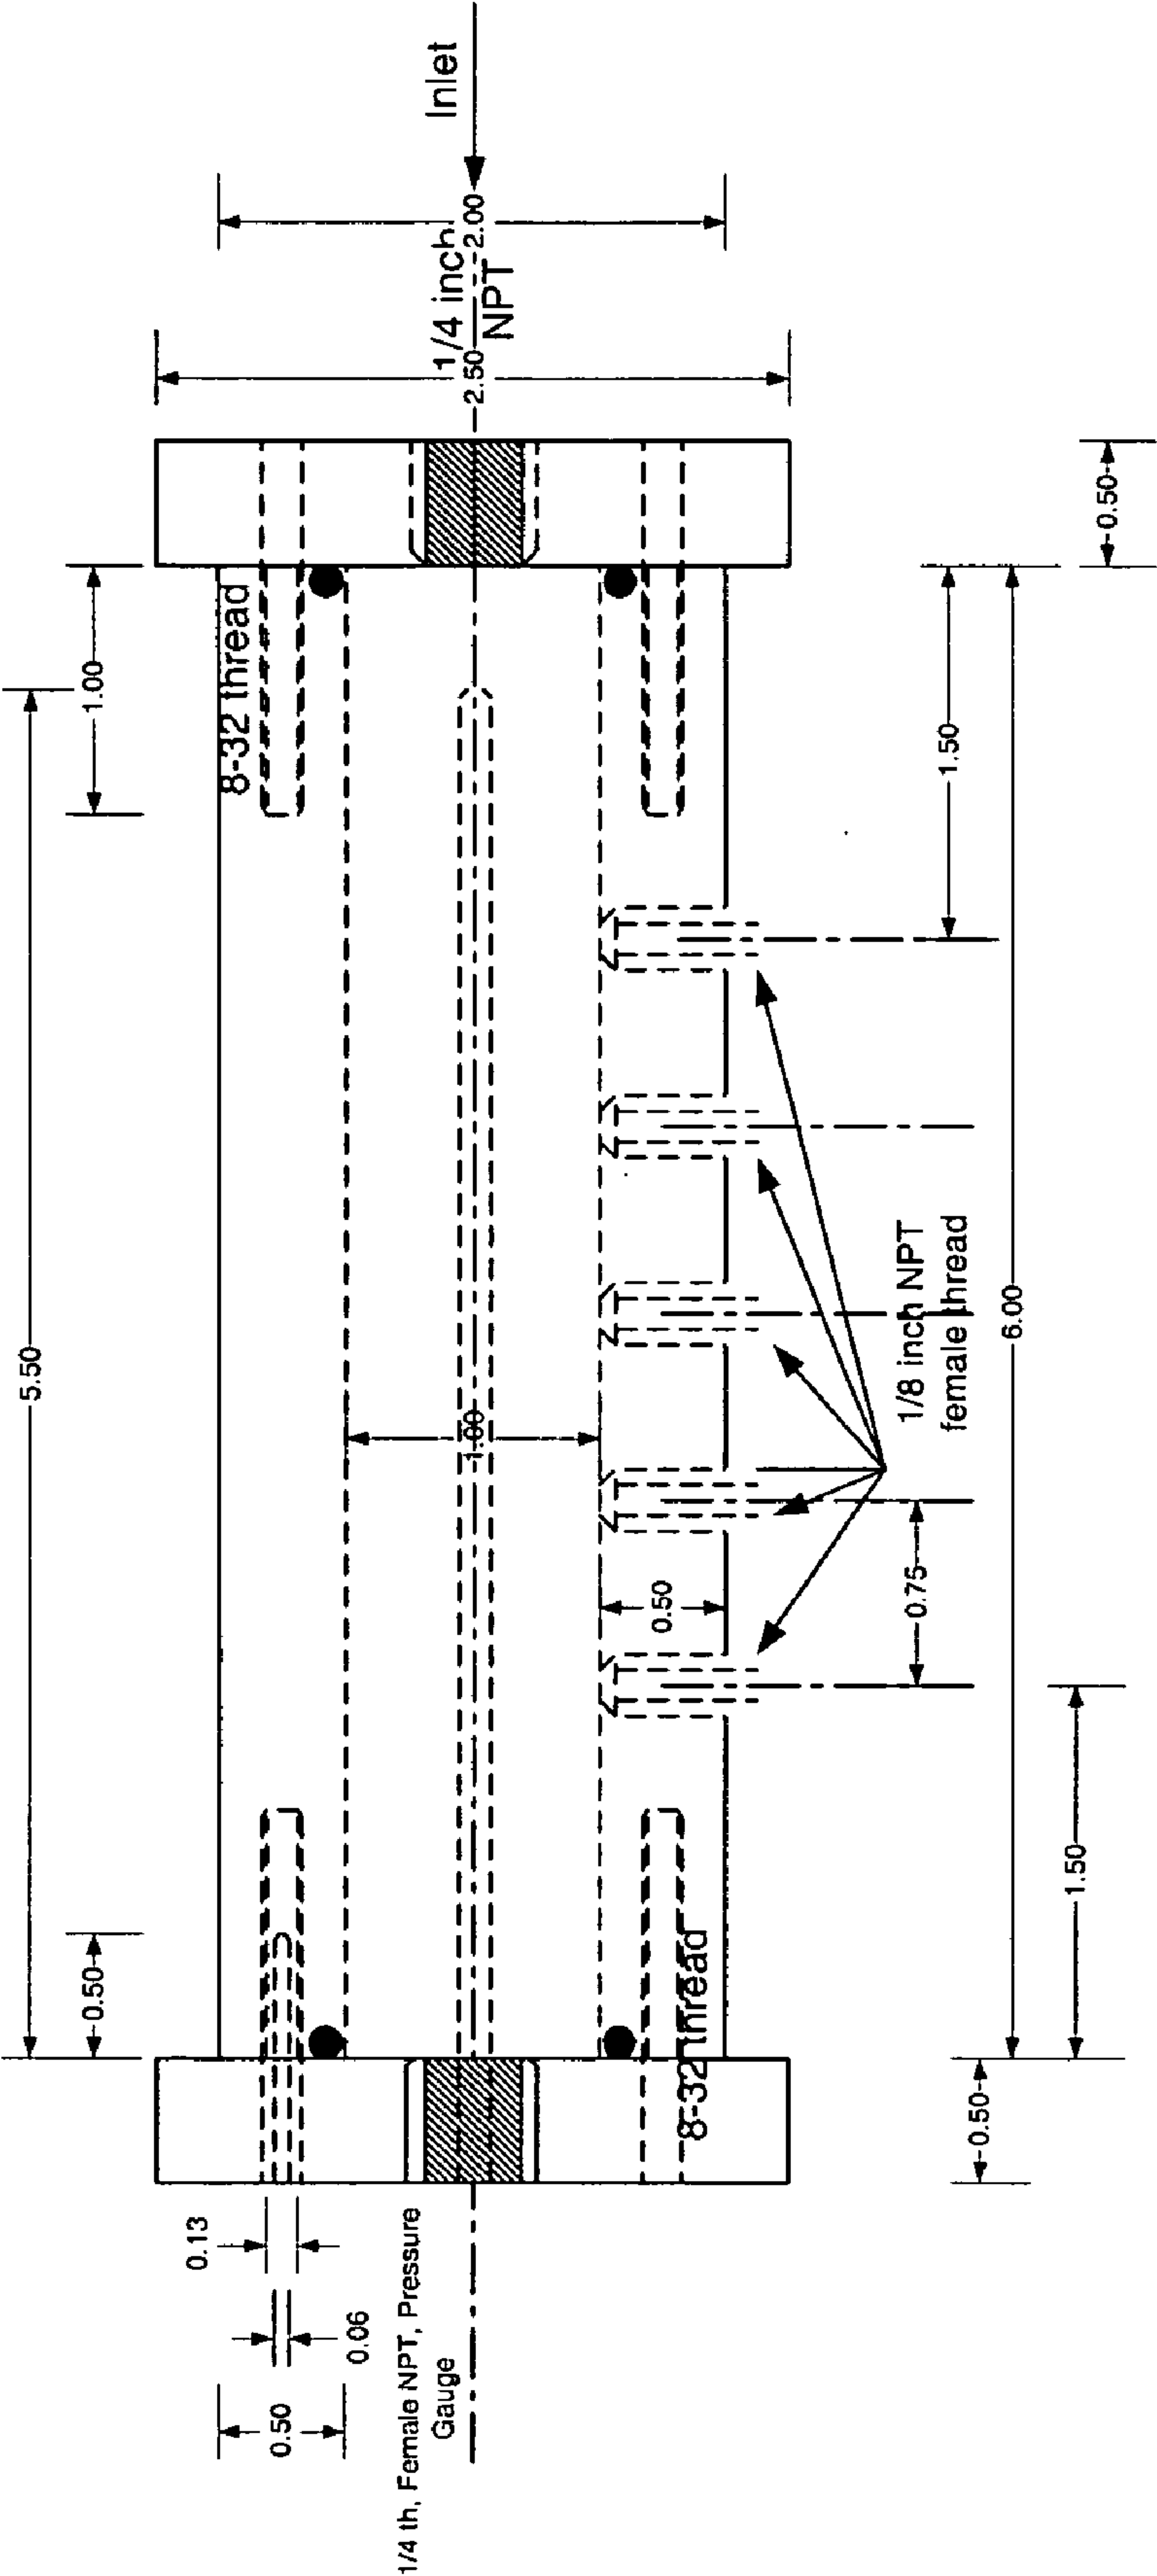 Inlet
2.00
1/4 inch
NPT
2.50
0.50
1.00
8-32 thread
1.50
5.50
1/8 inch NPT
female thread
6.00
1.00
0.50
0.75
1.50
0.50
8-32 thread
0.50
0.13
0.06
0.50
1/4 th, Female NPT, Pressure
Gauge